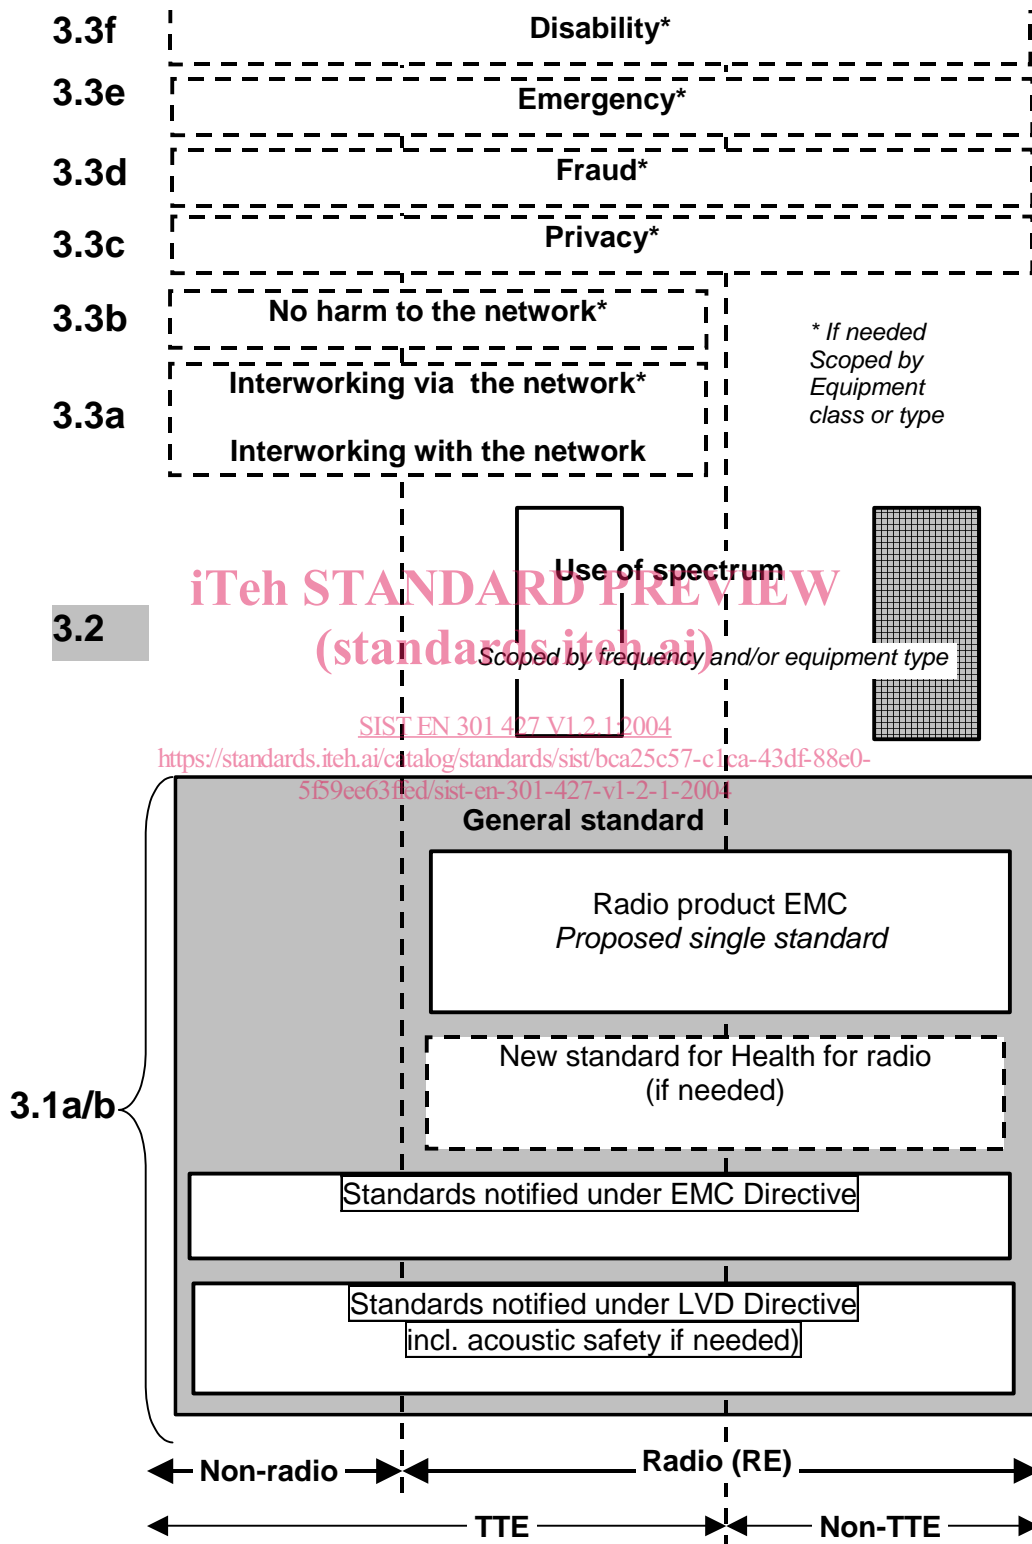 3.3f
Disability*
3.3e
Emergency*
3.3d
Fraud*
3.3c
Privacy*
3.3b
No harm to the network*
* If needed
Scoped by
Equipment
class or type
3.3a
Interworking via the network*
Interworking with the network
Use of spectrum
iTeh STANDARD PREVIEW
3.2
(standards.iteh.ai)
Scoped by frequency and/or equipment type
SIST EN 301 427 V1.2.1:2004
https://standards.iteh.ai/catalog/standards/sist/bca25c57-c1ca-43df-88e0-
5f59ee63ffed/sist-en-301-427-v1-2-1-2004
General standard
Radio product EMC
Proposed single standard
New standard for Health for radio
(if needed)
3.1a/b
Standards notified under EMC Directive
Standards notified under LVD Directive
incl. acoustic safety if needed)
Non-radio
Radio (RE)
TTE
Non-TTE